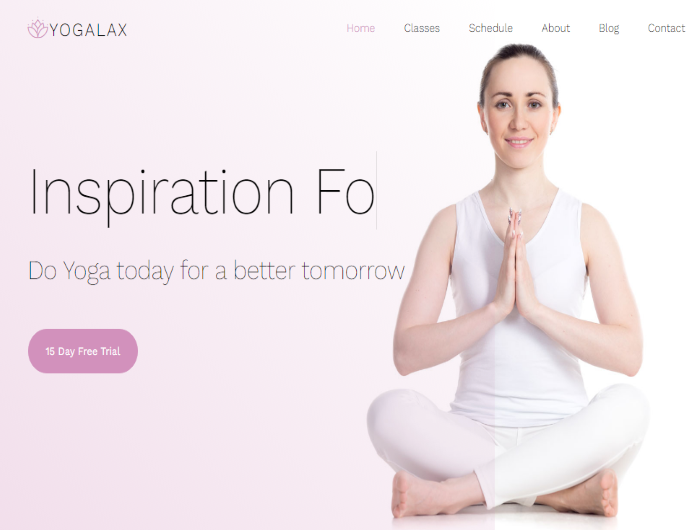 YOGALAX
Home Classes Schedule About Blog Contact
Inspiration Fo
Do Yoga today for a better tomorrow
15 Day Free Trial